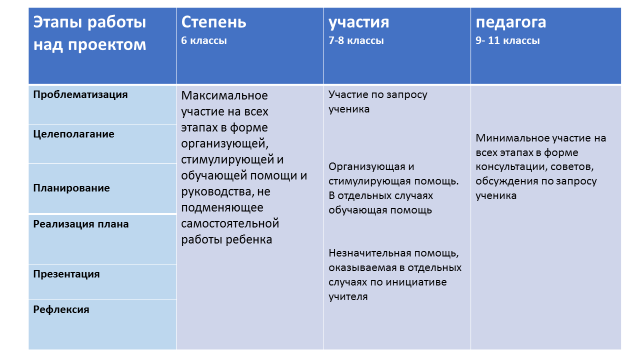 Этапы работы
над проектом
Степень
6 классы
участия
7-8 классы
педагога
9- 11 классы
Проблематизация
Целеполагание
Планирование
Реализация плана
Презентация
Рефлексия
Максимальное
участие на всех
этапах в форме
организующей,
стимулирующей и
обучающей помощи и
руководства, не
подменяющее
самостоятельной
работы ребенка
Участие по запросу
ученика
Организующая и
стимулирующая помощь.
В отдельных случаях
обучающая помощь
Незначительная помощь,
оказываемая в отдельных
случаях по инициативе
учителя
Минимальное участие на
всех этапах в форме
консультации, советов,
обсуждения по запросу
ученика